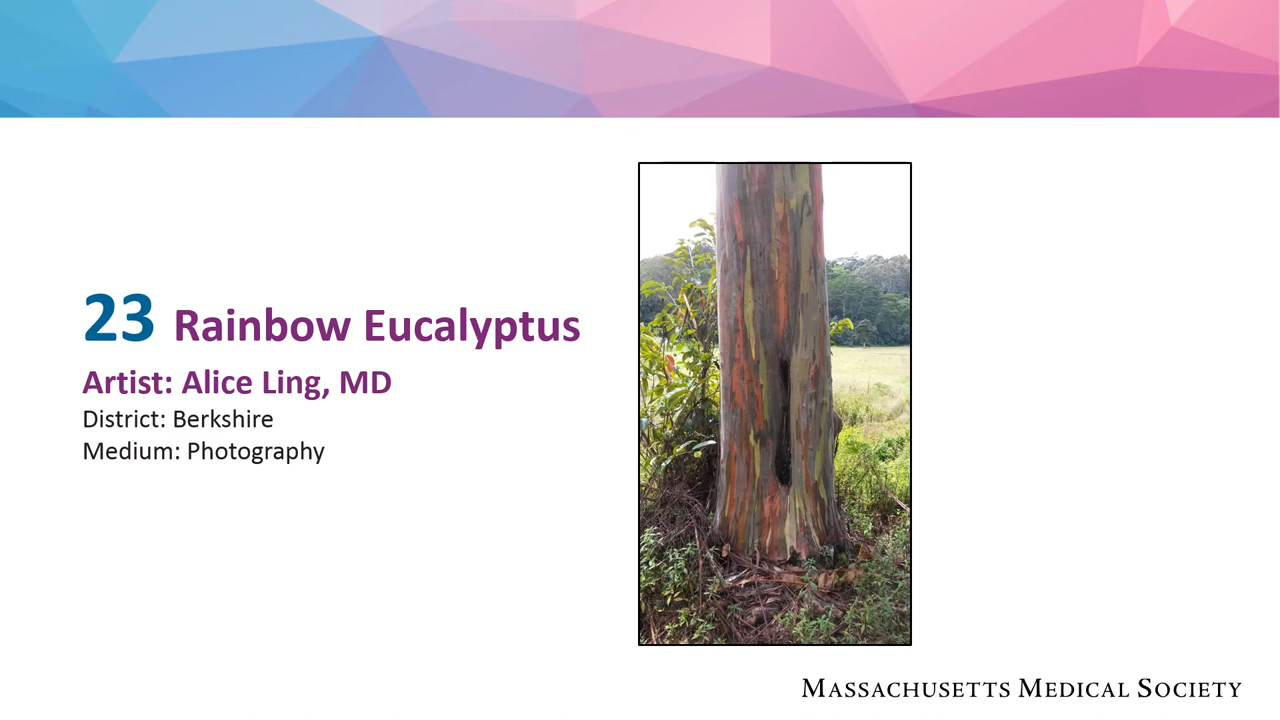 23 Rainbow Eucalyptus
Artist: Alice Ling, MD
District: Berkshire
Medium: Photography
MASSACHUSETTS MEDICAL SOCIETY